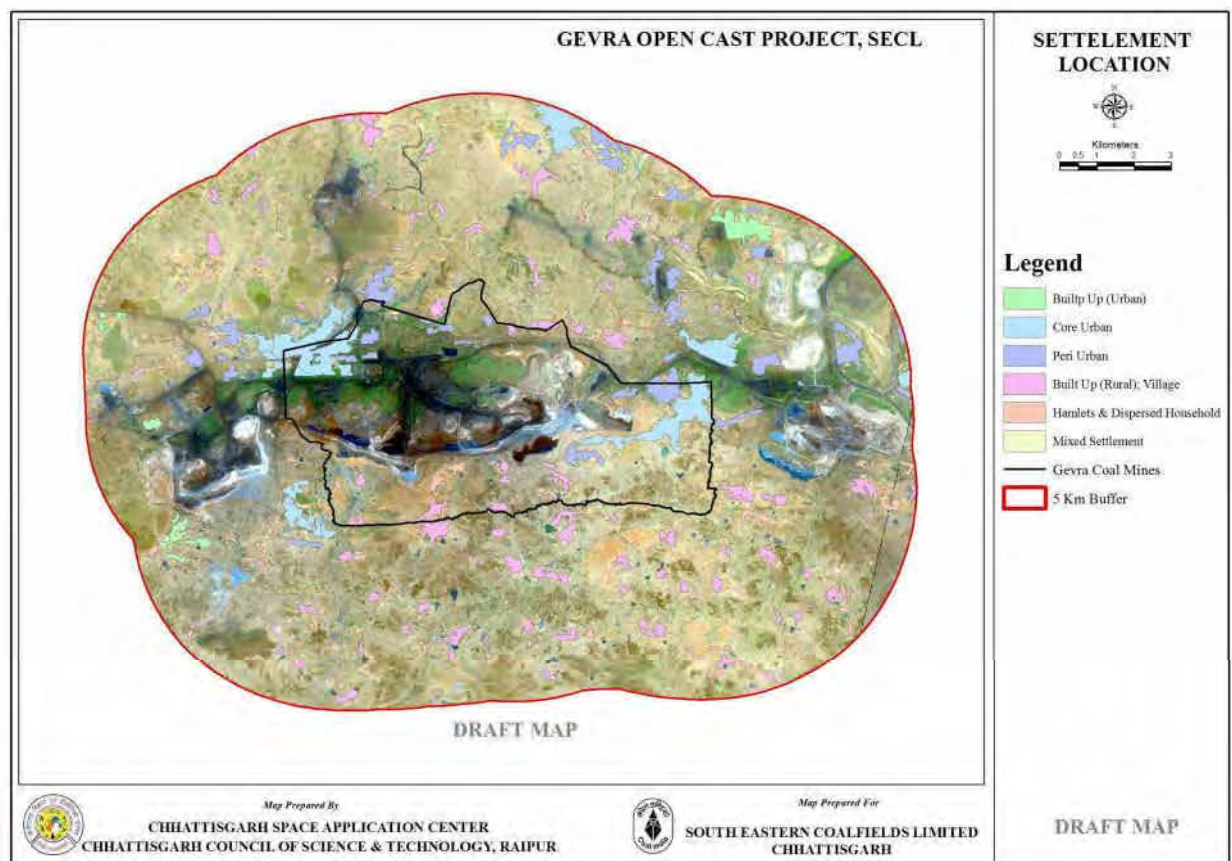 GEVRA OPEN CAST PROJECT, SECL
DRAFT MAP
SETTELEMENT
LOCATION
Kilometers
0 0.5 1 2 3
Legend
Builtp Up (Urban)
Core Urban
Peri Urban
Built Up (Rural); Village
Hamlets & Dispersed Household
Mixed Settlement
Gevra Coal Mines
5 Km Buffer
DRAFT MAP
Map Prepared By
CHHATTISGARH SPACE APPLICATION CENTER
CHHATTISGARH COUNCIL OF SCIENCE & TECHNOLOGY, RAIPUR
Map Prepared For
SOUTH EASTERN COALFIELDS LIMITED
CHHATTISGARH
Coal India